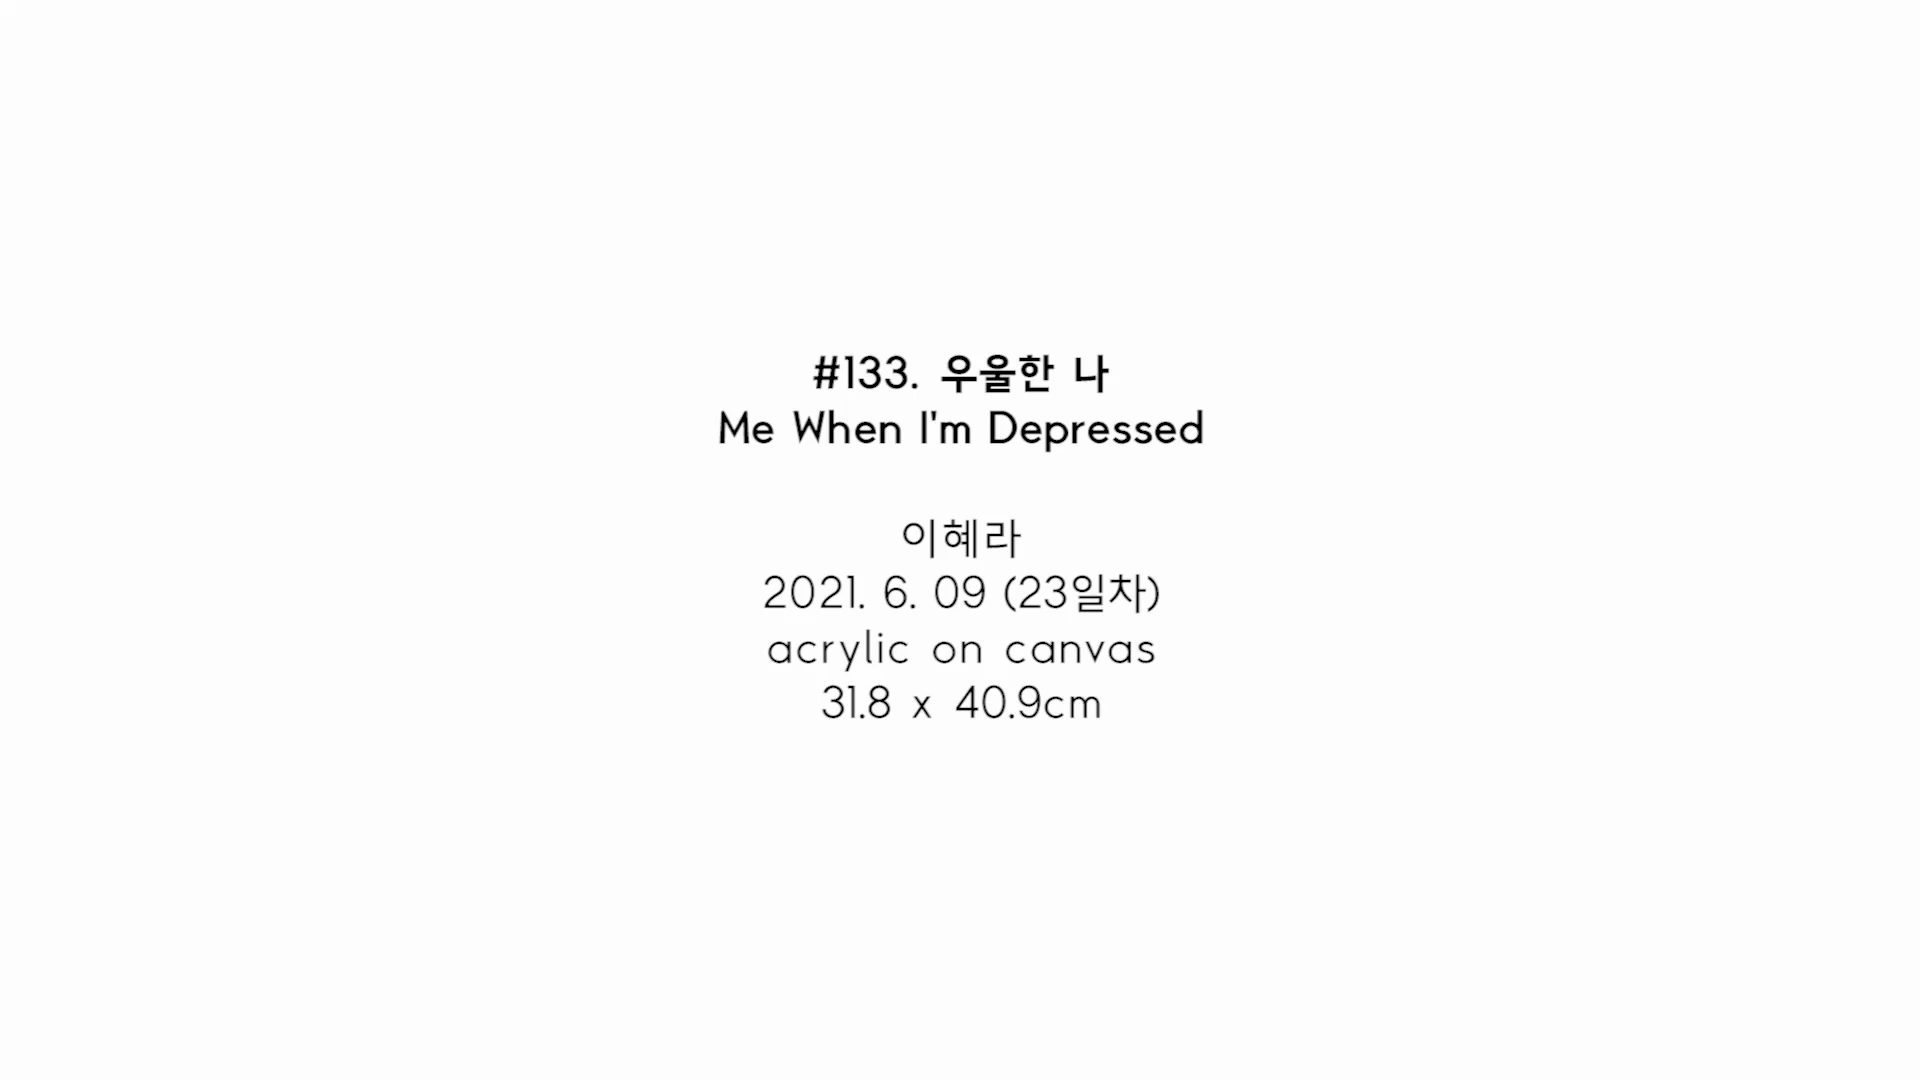 #133. 우울한 나
Me When I'm Depressed
이혜라
2021. 6. 09 (23일차)
acrylic on canvas
31.8 x 40.9cm